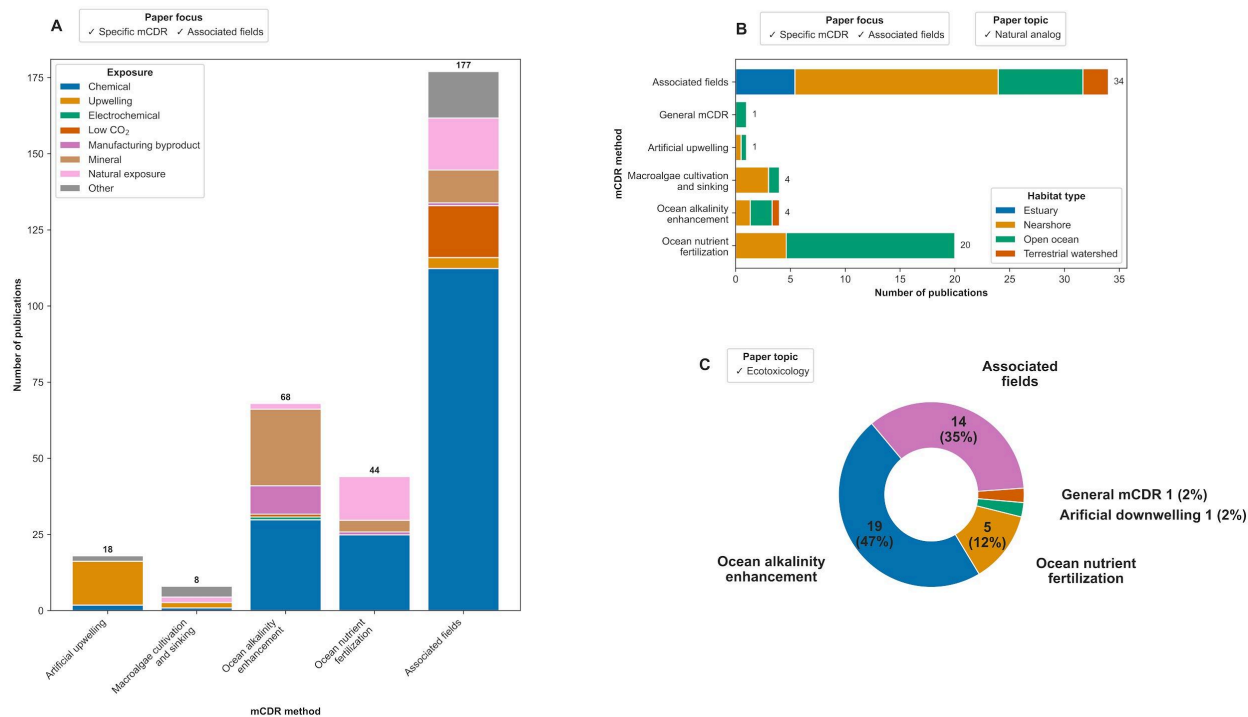 A
Paper focus
✓ Specific mCDR ✓ Associated fields
Number of publications
175
150
125
100
75
50
25
0
Exposure
Chemical
Upwelling
Electrochemical
Low CO₂
Manufacturing byproduct
Mineral
Natural exposure
Other
18
8
68
44
177
Artificial upwelling
Macroalgae cultivation
and sinking
Ocean alkalinity
enhancement
Ocean nutrient
fertilization
Associated fields
mCDR method
B
Paper focus
✓ Specific mCDR ✓ Associated fields
Paper topic
✓ Natural analog
mCDR method
Associated fields
34
General mCDR
1
Artificial upwelling
1
Macroalgae cultivation
and sinking
4
Ocean alkalinity
enhancement
4
Ocean nutrient
fertilization
20
Habitat type
Estuary
Nearshore
Open ocean
Terrestrial watershed
0 5 10 15 20 25 30 35
Number of publications
C
Paper topic
✓ Ecotoxicology
Associated
fields
14
(35%)
General mCDR 1 (2%)
Arificial downwelling 1 (2%)
5
(12%)
Ocean nutrient
fertilization
19
(47%)
Ocean alkalinity
enhancement